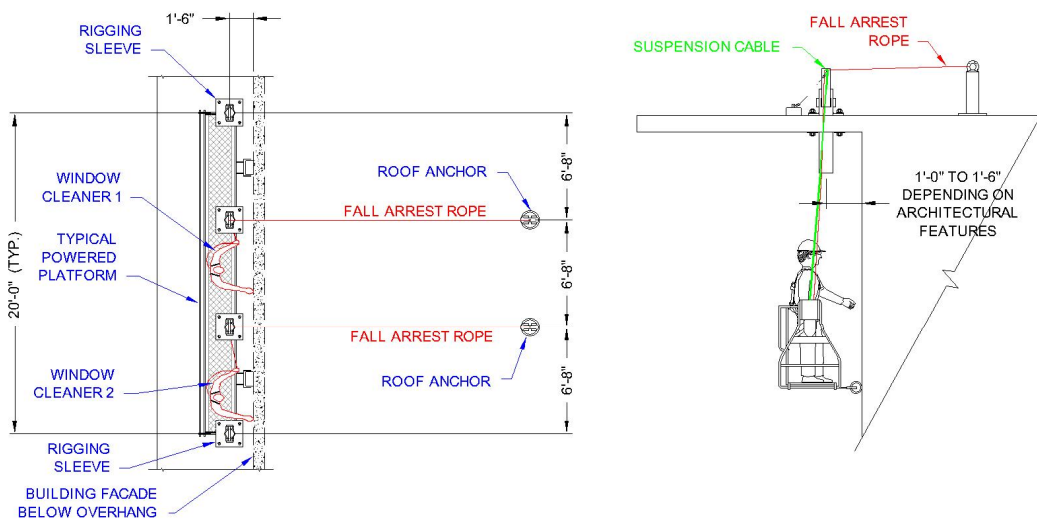 1'-6"
RIGGING
SLEEVE
WINDOW
CLEANER 1
TYPICAL
POWERED
PLATFORM
20'-0" (TYP.)
WINDOW
CLEANER 2
RIGGING
SLEEVE
BUILDING FACADE
BELOW OVERHANG
ROOF ANCHOR
FALL ARREST ROPE
FALL ARREST ROPE
ROOF ANCHOR
6'-8"
6'-8"
6'-8"
FALL ARREST
ROPE
SUSPENSION CABLE
1'-0" TO 1'-6"
DEPENDING ON
ARCHITECTURAL
FEATURES